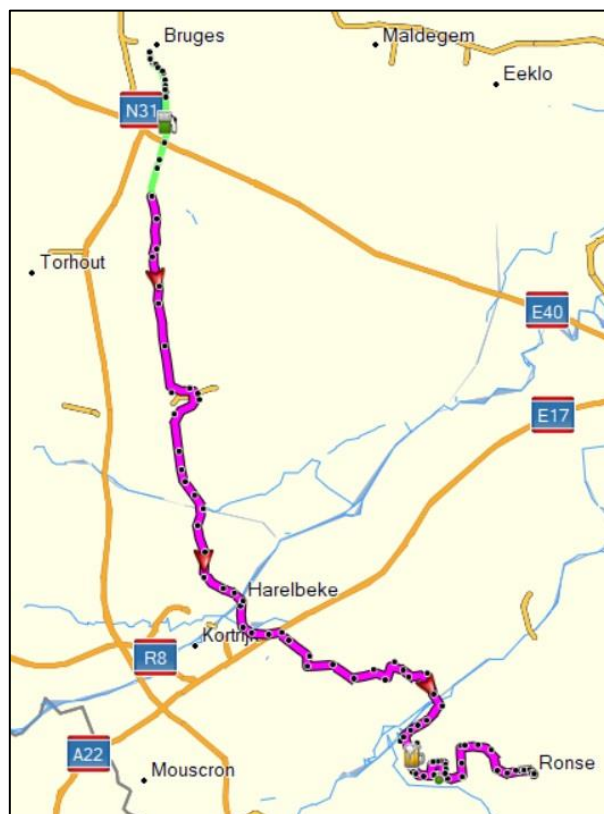 Bruges
Maldegem
Eeklo
N31
Torhout
E40
E17
Harelbeke
Kortrijk
R8
A22
Mouscron
Ronse